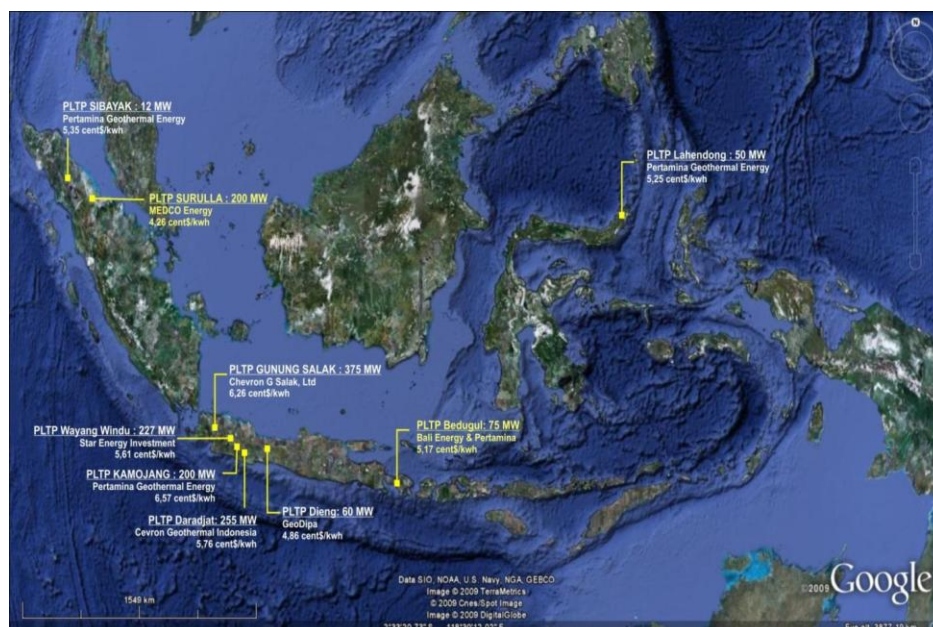 N
PLTP SIBAYAK : 12 MW
Pertamina Geothermal Energy
5,35 cent$/kwh
PLTP SURULLA : 200 MW
MEDCO Energy
4,26 cent$/kwh
PLTP Lahendong : 50 MW
Pertamina Geothermal Energy
5,25 cent$/kwh
PLTP GUNUNG SALAK : 375 MW
Chevron G Salak, Ltd
6,26 cent$/kwh
PLTP Wayang Windu : 227 MW
Star Energy Investment
5,61 cent$/kwh
PLTP Bedugul: 75 MW
Bali Energy & Pertamina
5,17 cent$/kwh
PLTP KAMOJANG : 200 MW
Pertamina Geothermal Energy
6,57 cent$/kwh
PLTP Daradjat: 255 MW
Cevron Geothermal Indonesia
5,76 cent$/kwh
PLTP Dieng: 60 MW
GeoDipa
4,86 cent$/kwh
Data SIO, NOAA, U.S. Navy, NGA, GEBCO
Image © 2009 TerraMetrics
© 2009 Cnes/Spot Image
Image © 2009 DigitalGlobe
©2009 Google
1549 km